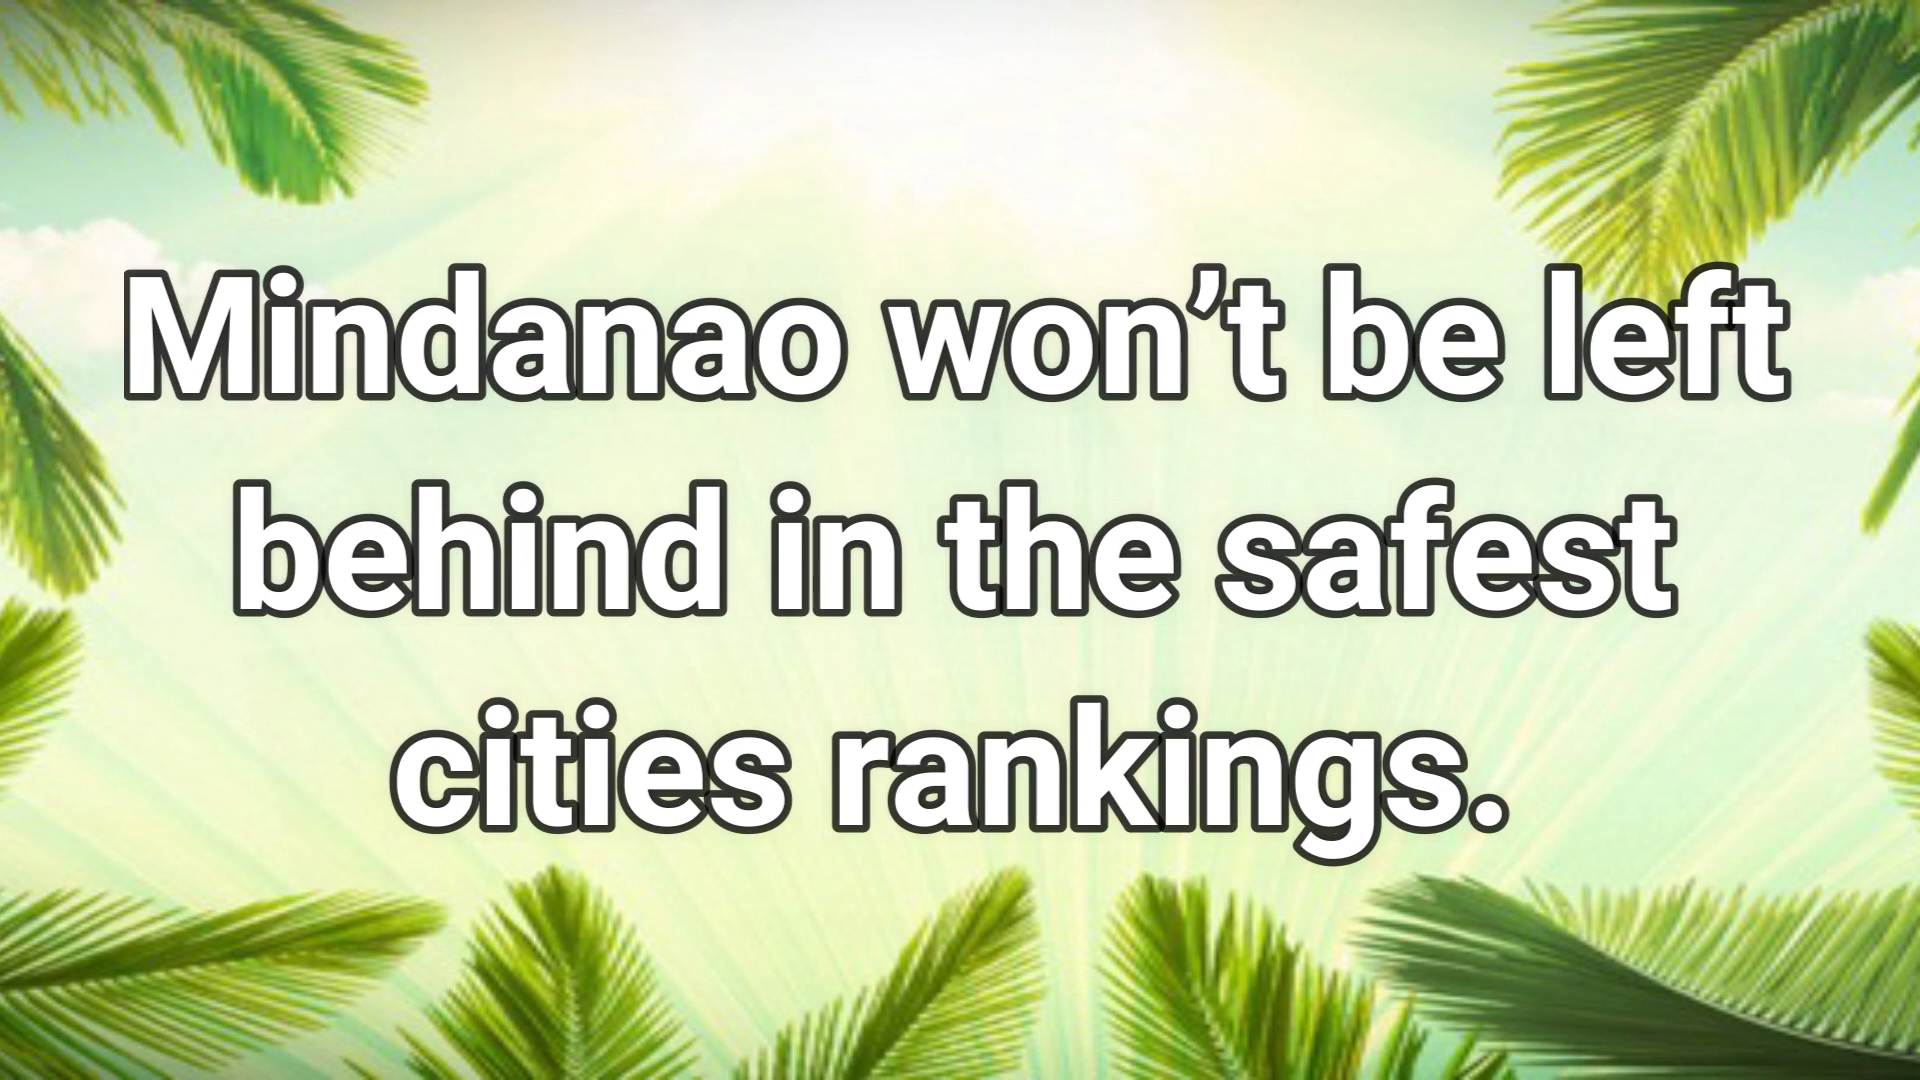 Mindanao won’t be left
behind in the safest
cities rankings.